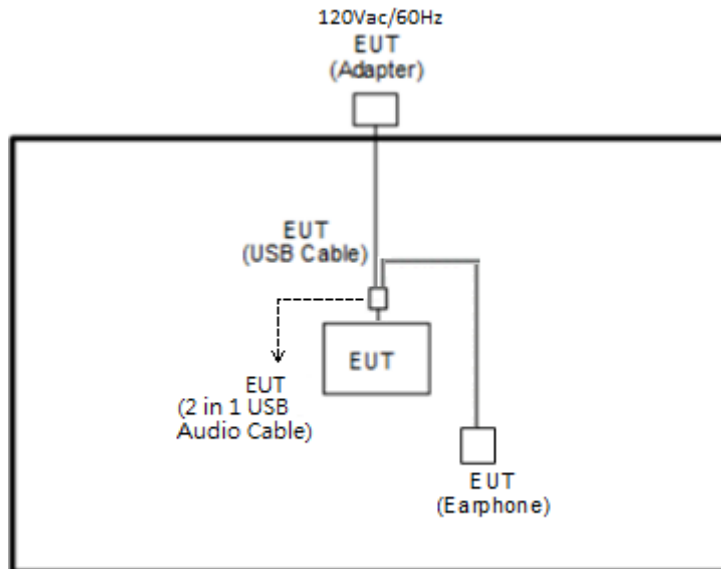 120Vac/60Hz
EUT
(Adapter)
EUT
(USB Cable)
EUT
EUT
(2 in 1 USB
Audio Cable)
EUT
(Earphone)